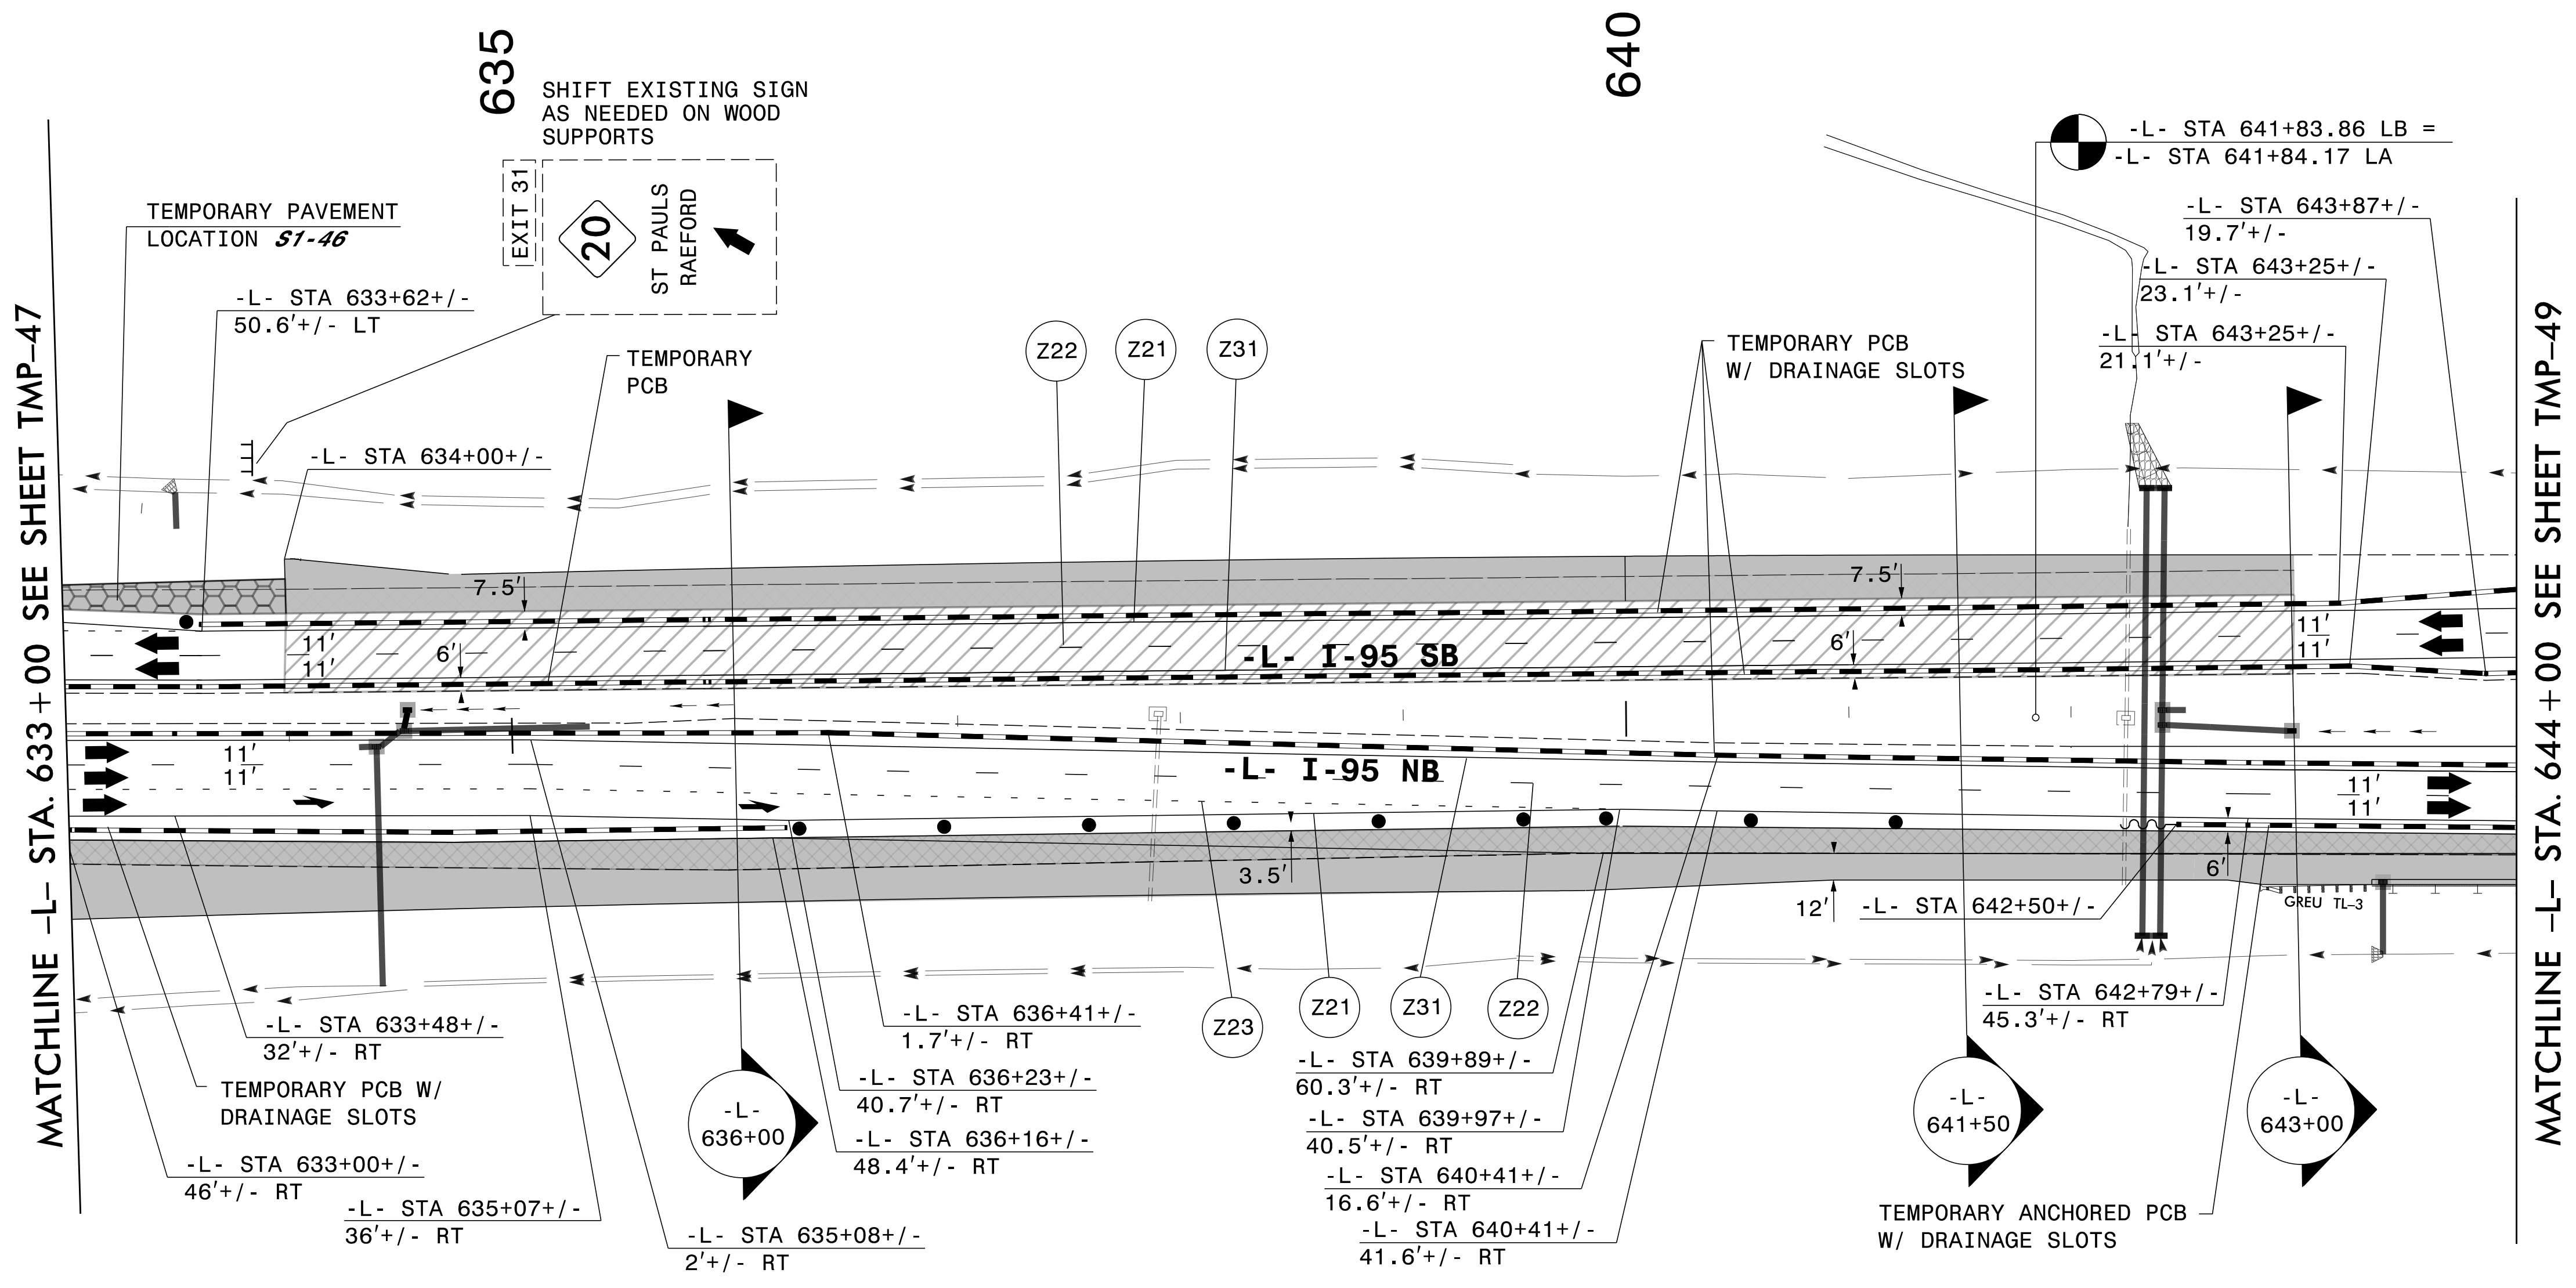 635
640
SHIFT EXISTING SIGN
AS NEEDED ON WOOD
SUPPORTS
EXIT 31
20
ST PAULS
RAEFORD
TEMPORARY PAVEMENT
LOCATION S1-46
-L- STA 633+62+/-
50.6'+/- LT
-L- STA 634+00+/-
TEMPORARY
PCB
Z22
Z21
Z31
TEMPORARY PCB
W/ DRAINAGE SLOTS
-L- STA 641+83.86 LB =
-L- STA 641+84.17 LA
-L- STA 643+87+/-
19.7'+/-
-L- STA 643+25+/-
23.1'+/-
-L- STA 643+25+/-
21.1'+/-
MATCHLINE -L- STA. 633+00 SEE SHEET TMP-47
MATCHLINE -L- STA. 644+00 SEE SHEET TMP-49
7.5'
7.5'
11'
11'
6'
-L- I-95 SB
6'
11'
11'
11'
11'
-L- I-95 NB
11'
11'
3.5'
12'
6'
-L- STA 642+50+/-
GREU TL-3
-L- STA 633+48+/-
32'+/- RT
TEMPORARY PCB W/
DRAINAGE SLOTS
-L- STA 633+00+/-
46'+/- RT
-L- STA 635+07+/-
36'+/- RT
-L- STA 635+08+/-
2'+/- RT
-L-
636+00
-L- STA 636+41+/-
1.7'+/- RT
-L- STA 636+23+/-
40.7'+/- RT
-L- STA 636+16+/-
48.4'+/- RT
Z23
Z21
Z31
Z22
-L- STA 639+89+/-
60.3'+/- RT
-L- STA 639+97+/-
40.5'+/- RT
-L- STA 640+41+/-
16.6'+/- RT
-L- STA 640+41+/-
41.6'+/- RT
-L- STA 642+79+/-
45.3'+/- RT
-L-
641+50
-L-
643+00
TEMPORARY ANCHORED PCB
W/ DRAINAGE SLOTS